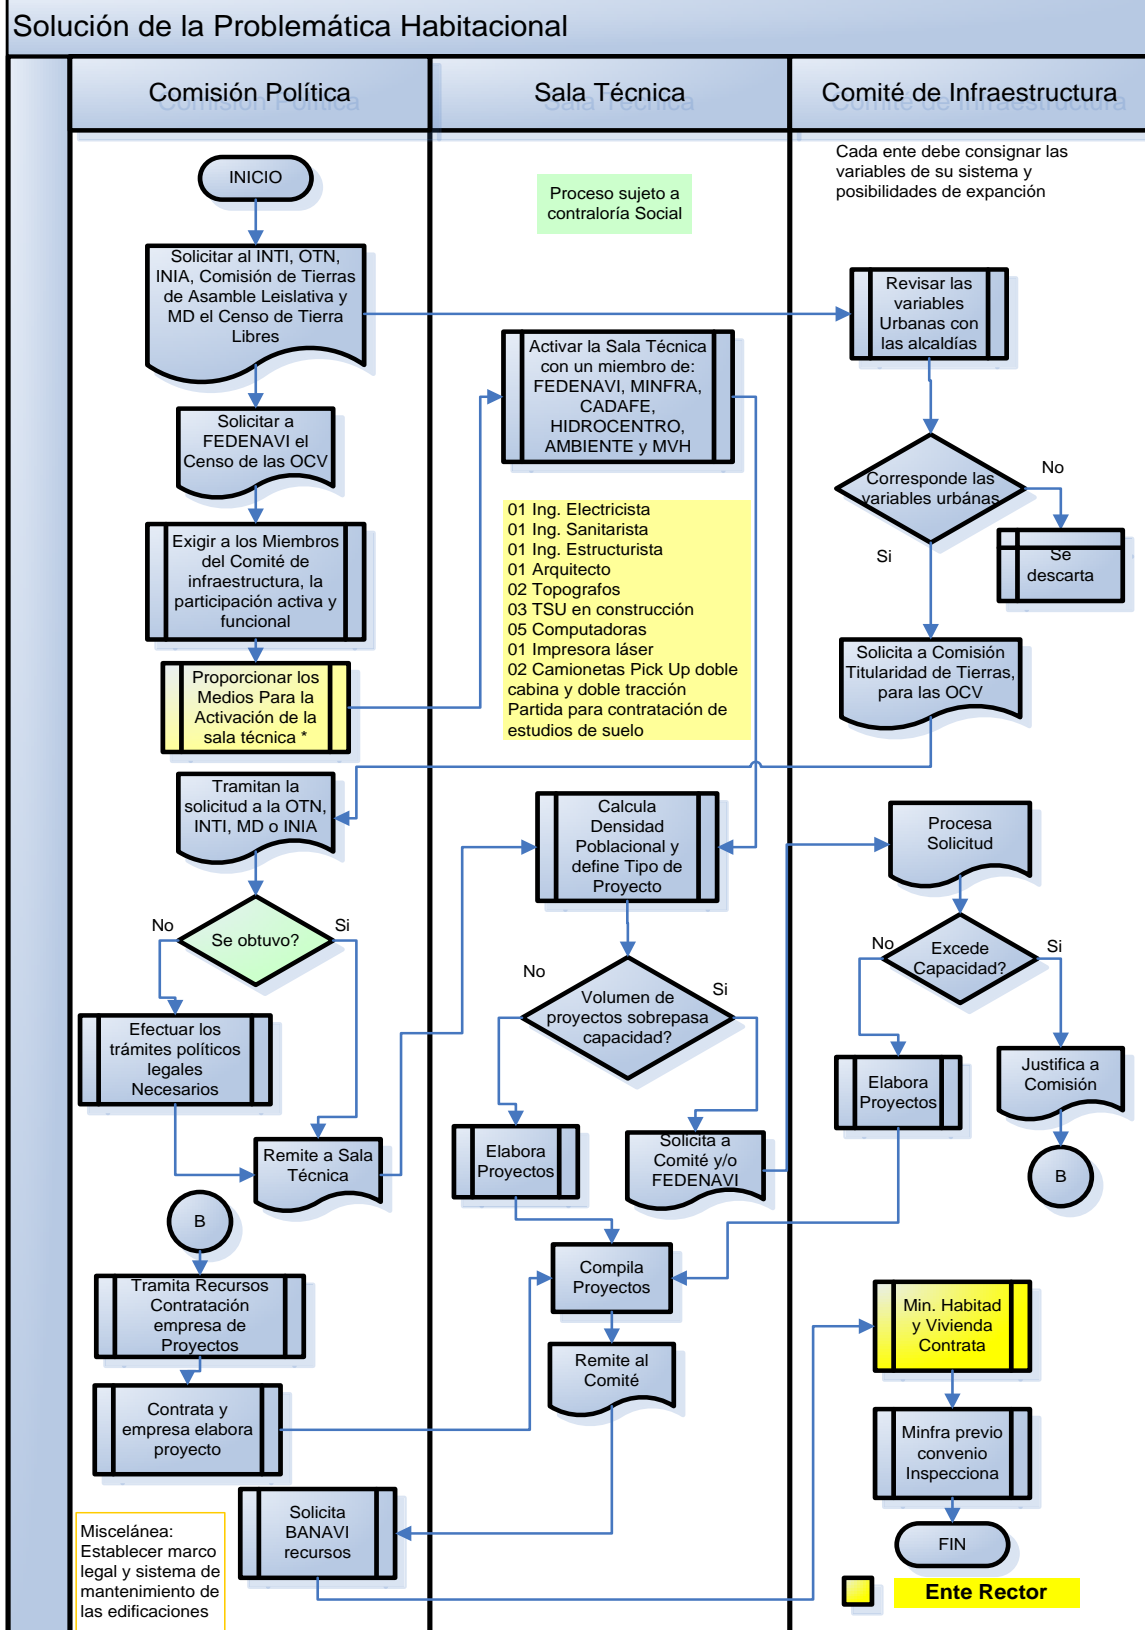 Solución de la Problemática Habitacional
Comisión Política
Sala Técnica
Comité de Infraestructura
INICIO
Solicitar al INTI, OTN,
INIA, Comisión de Tierras
de Asamble Leislativa y
MD el Censo de Tierra
Libres
Solicitar a
FEDENAVI el
Censo de las OCV
Exigir a los Miembros
del Comité de
infraestructura, la
participación activa y
funcional
Proporcionar los
Medios Para la
Activación de la
sala técnica *
Tramitan la
solicitud a la OTN,
INTI, MD o INIA
Se obtuvo?
No
Si
Efectuar los
trámites políticos
legales
Necesarios
Remite a Sala
Técnica
B
Tramita Recursos
Contratación
empresa de
Proyectos
Contrata y
empresa elabora
proyecto
Solicita
BANAVI
recursos
Miscelánea:
Establecer marco
legal y sistema de
mantenimiento de
las edificaciones
Proceso sujeto a
contraloría Social
Activar la Sala Técnica
con un miembro de:
FEDENAVI, MINFRA,
CADAFE,
HIDROCENTRO,
AMBIENTE y MVH
01 Ing. Electricista
01 Ing. Sanitarista
01 Ing. Estructurista
01 Arquitecto
02 Topografos
03 TSU en construcción
05 Computadoras
01 Impresora láser
02 Camionetas Pick Up doble
cabina y doble tracción
Partida para contratación de
estudios de suelo
Calcula
Densidad
Poblacional y
define Tipo de
Proyecto
Volumen de
proyectos sobrepasa
capacidad?
No
Si
Elabora
Proyectos
Solicita a
Comité y/o
FEDENAVI
Compila
Proyectos
Remite al
Comité
Cada ente debe consignar las
variables de su sistema y
posibilidades de expanción
Revisar las
variables
Urbanas con
las alcaldías
Corresponde las
variables urbánas
No
Si
Se
descarta
Solicita a Comisión
Titularidad de Tierras,
para las OCV
Procesa
Solicitud
Excede
Capacidad?
No
Si
Elabora
Proyectos
Justifica a
Comisión
B
Min. Habitad
y Vivienda
Contrata
Minfra previo
convenio
Inspecciona
FIN
Ente Rector